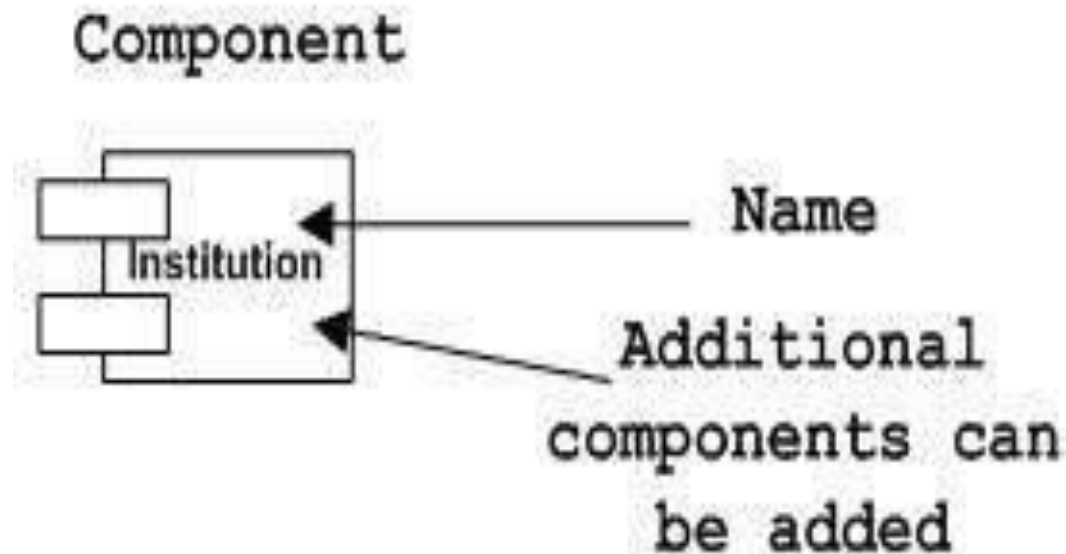 Component
Institution
Name
Additional
components can
be added